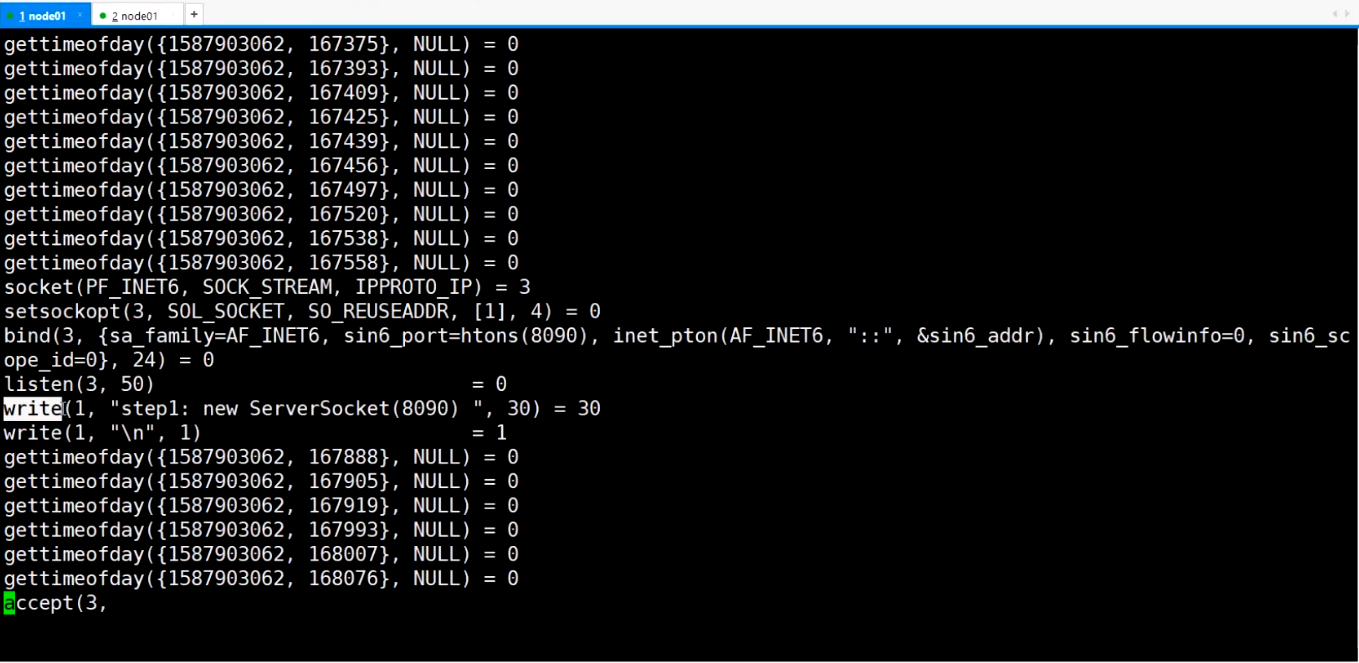 1 node01 × 2 node01 +
gettimeofday({1587903062, 167375}, NULL) = 0
gettimeofday({1587903062, 167393}, NULL) = 0
gettimeofday({1587903062, 167409}, NULL) = 0
gettimeofday({1587903062, 167425}, NULL) = 0
gettimeofday({1587903062, 167439}, NULL) = 0
gettimeofday({1587903062, 167456}, NULL) = 0
gettimeofday({1587903062, 167497}, NULL) = 0
gettimeofday({1587903062, 167520}, NULL) = 0
gettimeofday({1587903062, 167538}, NULL) = 0
gettimeofday({1587903062, 167558}, NULL) = 0
socket(PF_INET6, SOCK_STREAM, IPPROTO_IP) = 3
setsockopt(3, SOL_SOCKET, SO_REUSEADDR, [1], 4) = 0
bind(3, {sa_family=AF_INET6, sin6_port=htons(8090), inet_pton(AF_INET6, "::", &sin6_addr), sin6_flowinfo=0, sin6_sc
ope_id=0}, 24) = 0
listen(3, 50) = 0
write(1, "step1: new ServerSocket(8090) ", 30) = 30
write(1, "\n", 1) = 1
gettimeofday({1587903062, 167888}, NULL) = 0
gettimeofday({1587903062, 167905}, NULL) = 0
gettimeofday({1587903062, 167919}, NULL) = 0
gettimeofday({1587903062, 167993}, NULL) = 0
gettimeofday({1587903062, 168007}, NULL) = 0
gettimeofday({1587903062, 168076}, NULL) = 0
accept(3,